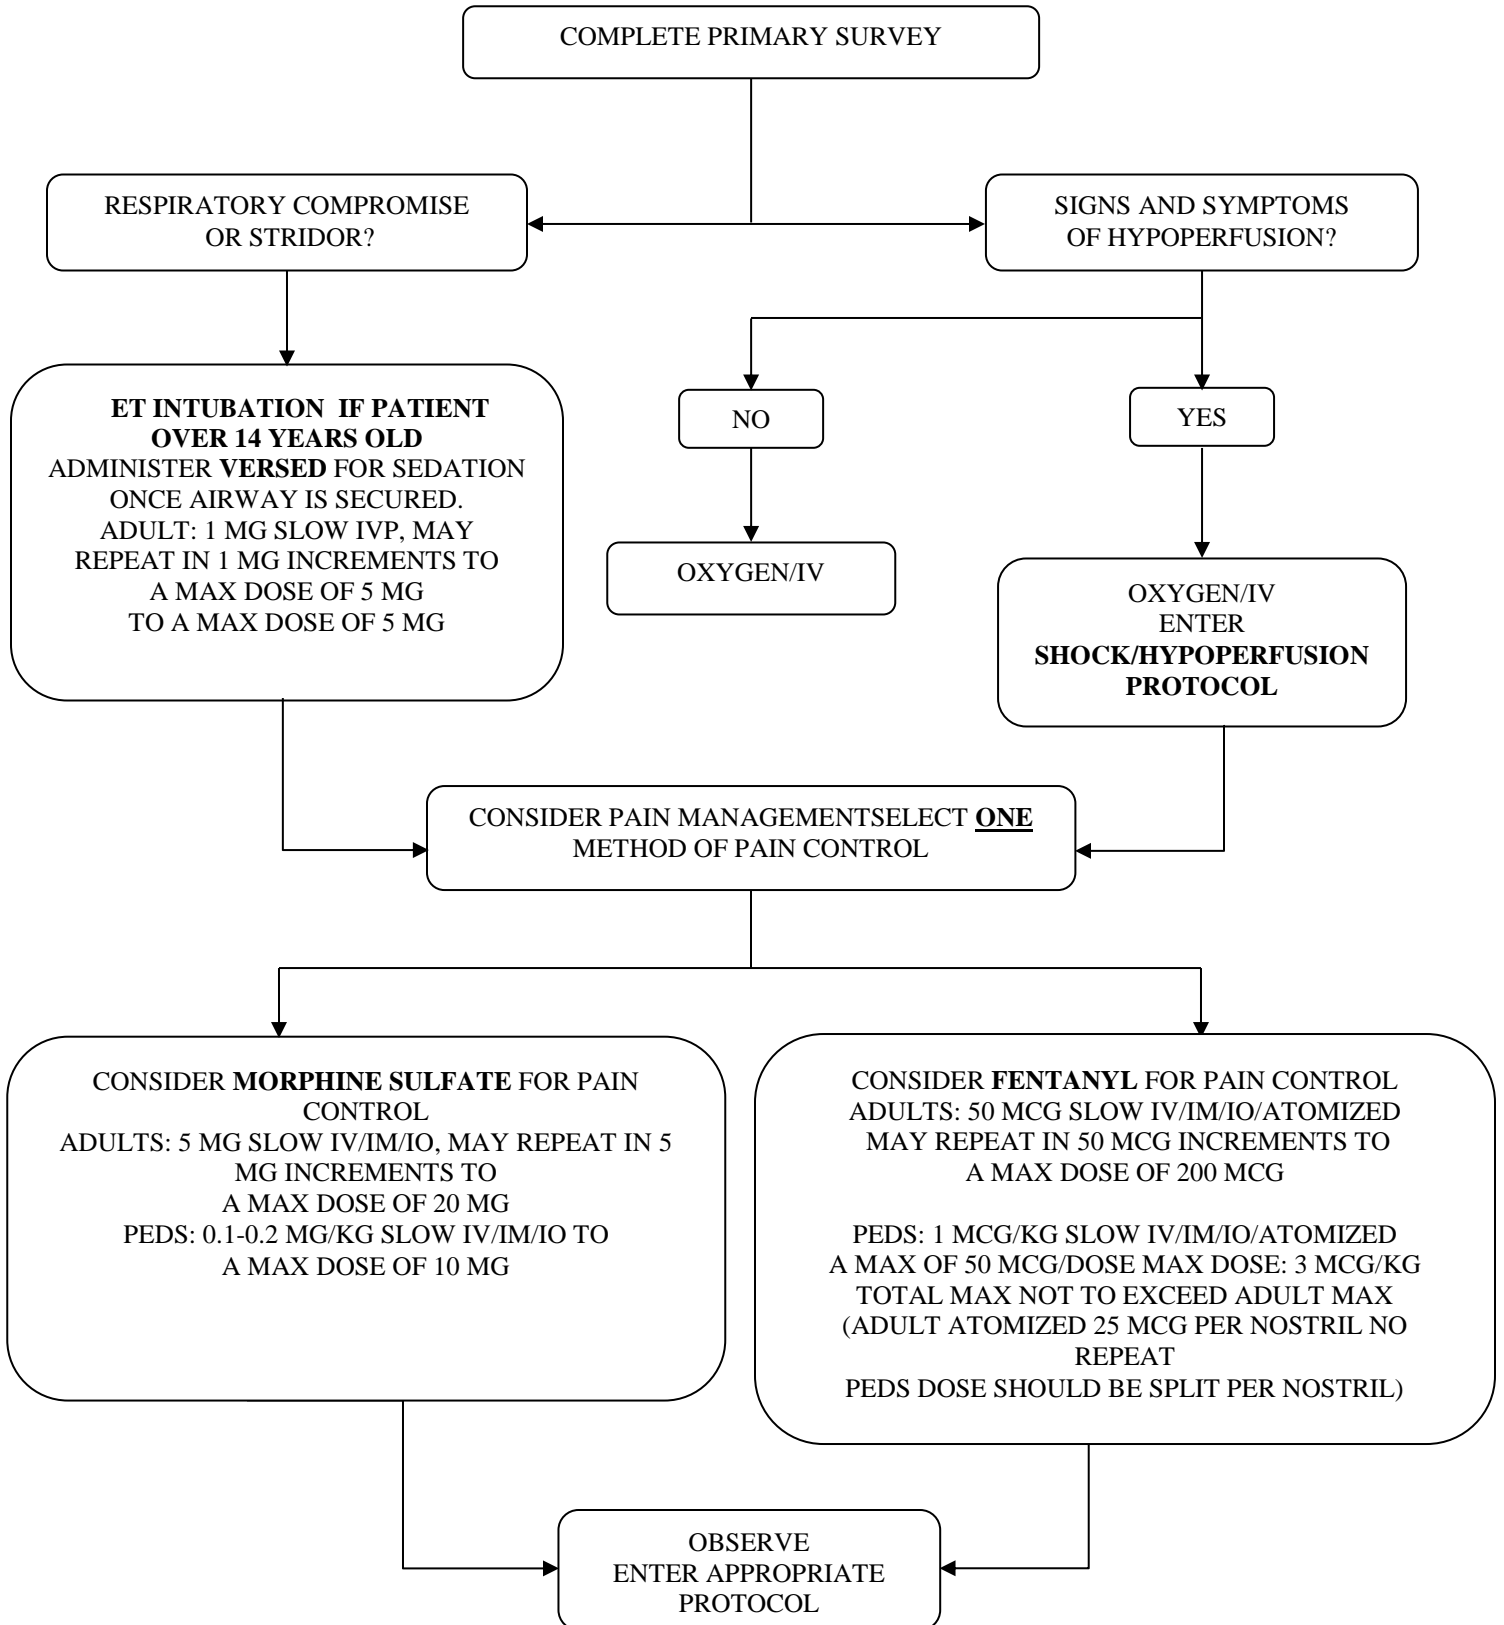 COMPLETE PRIMARY SURVEY
RESPIRATORY COMPROMISE
OR STRIDOR?
SIGNS AND SYMPTOMS
OF HYPOPERFUSION?
ET INTUBATION IF PATIENT
OVER 14 YEARS OLD
ADMINISTER VERSED FOR SEDATION
ONCE AIRWAY IS SECURED.
ADULT: 1 MG SLOW IVP, MAY
REPEAT IN 1 MG INCREMENTS TO
A MAX DOSE OF 5 MG
TO A MAX DOSE OF 5 MG
NO
YES
OXYGEN/IV
OXYGEN/IV
ENTER
SHOCK/HYPOPERFUSION
PROTOCOL
CONSIDER PAIN MANAGEMENTSELECT ONE
METHOD OF PAIN CONTROL
CONSIDER MORPHINE SULFATE FOR PAIN
CONTROL
ADULTS: 5 MG SLOW IV/IM/IO, MAY REPEAT IN 5
MG INCREMENTS TO
A MAX DOSE OF 20 MG
PEDS: 0.1-0.2 MG/KG SLOW IV/IM/IO TO
A MAX DOSE OF 10 MG
CONSIDER FENTANYL FOR PAIN CONTROL
ADULTS: 50 MCG SLOW IV/IM/IO/ATOMIZED
MAY REPEAT IN 50 MCG INCREMENTS TO
A MAX DOSE OF 200 MCG
PEDS: 1 MCG/KG SLOW IV/IM/IO/ATOMIZED
A MAX OF 50 MCG/DOSE MAX DOSE: 3 MCG/KG
TOTAL MAX NOT TO EXCEED ADULT MAX
(ADULT ATOMIZED 25 MCG PER NOSTRIL NO
REPEAT
PEDS DOSE SHOULD BE SPLIT PER NOSTRIL)
OBSERVE
ENTER APPROPRIATE
PROTOCOL